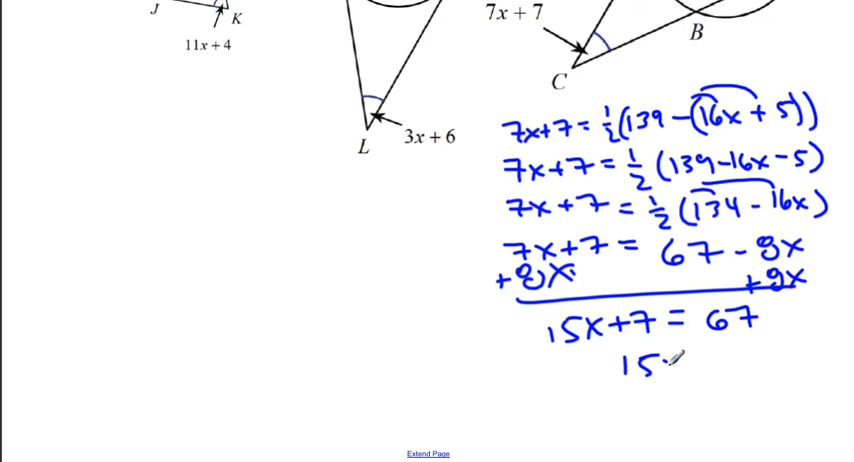 J
K
11x + 4
7x + 7
B
C
L
3x + 6
7x+7 = 1/2(139 - (16x + 5))
7x+7 = 1/2 (139 - 16x - 5)
7x+7 = 1/2 (134 - 16x)
7x+7 = 67 - 8x
+8x +8x
15x+7 = 67
15
Extend Page